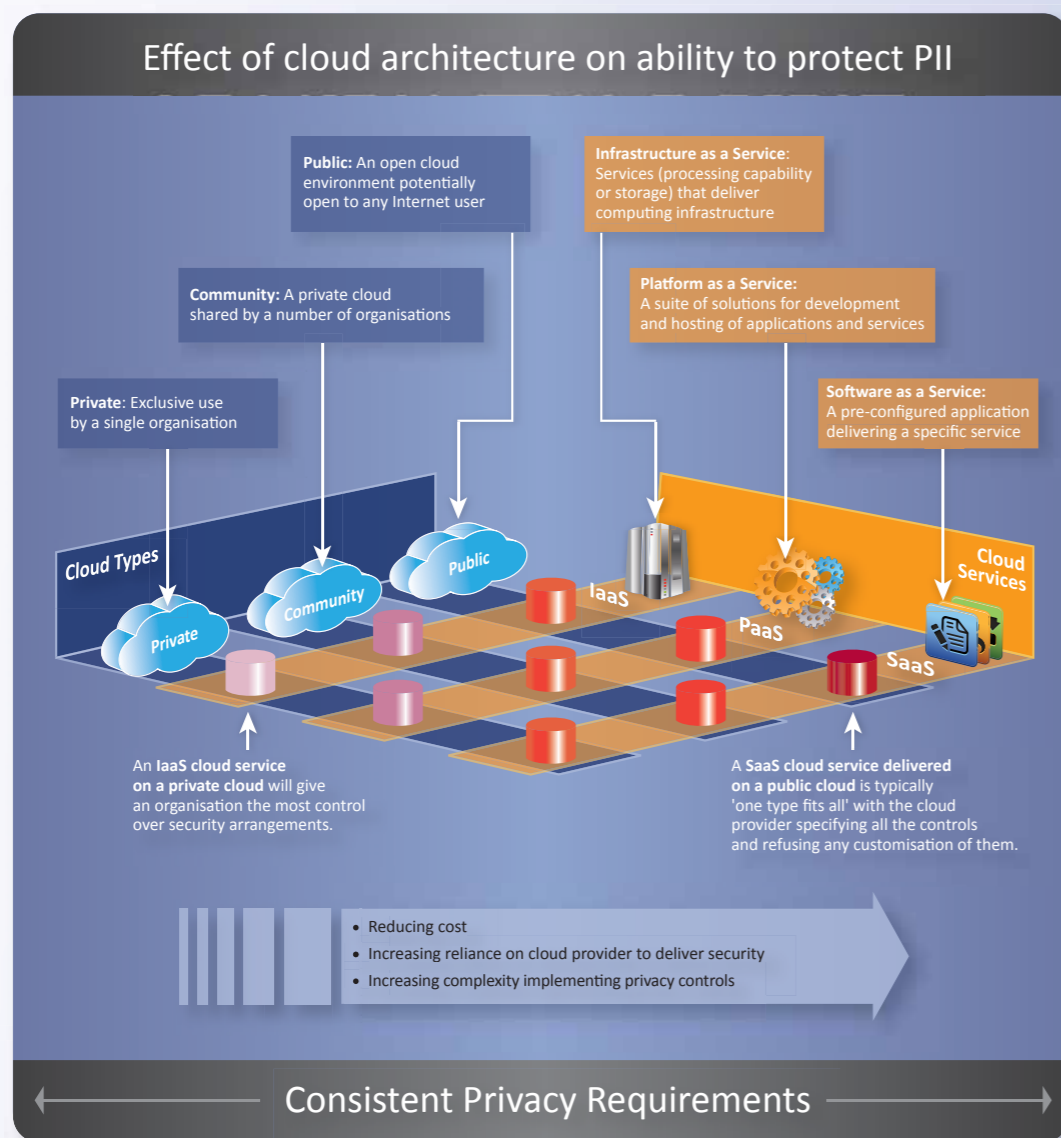 Effect of cloud architecture on ability to protect PII
Public: An open cloud
environment potentially
open to any Internet user
Infrastructure as a Service:
Services (processing capability
or storage) that deliver
computing infrastructure
Community: A private cloud
shared by a number of organisations
Platform as a Service:
A suite of solutions for development
and hosting of applications and services
Private: Exclusive use
by a single organisation
Software as a Service:
A pre-configured application
delivering a specific service
Cloud Types
Private
Community
Public
IaaS
PaaS
SaaS
Cloud
Services
An IaaS cloud service
on a private cloud will give
an organisation the most control
over security arrangements.
A SaaS cloud service delivered
on a public cloud is typically
'one type fits all' with the cloud
provider specifying all the controls
and refusing any customisation of them.
• Reducing cost
• Increasing reliance on cloud provider to deliver security
• Increasing complexity implementing privacy controls
Consistent Privacy Requirements